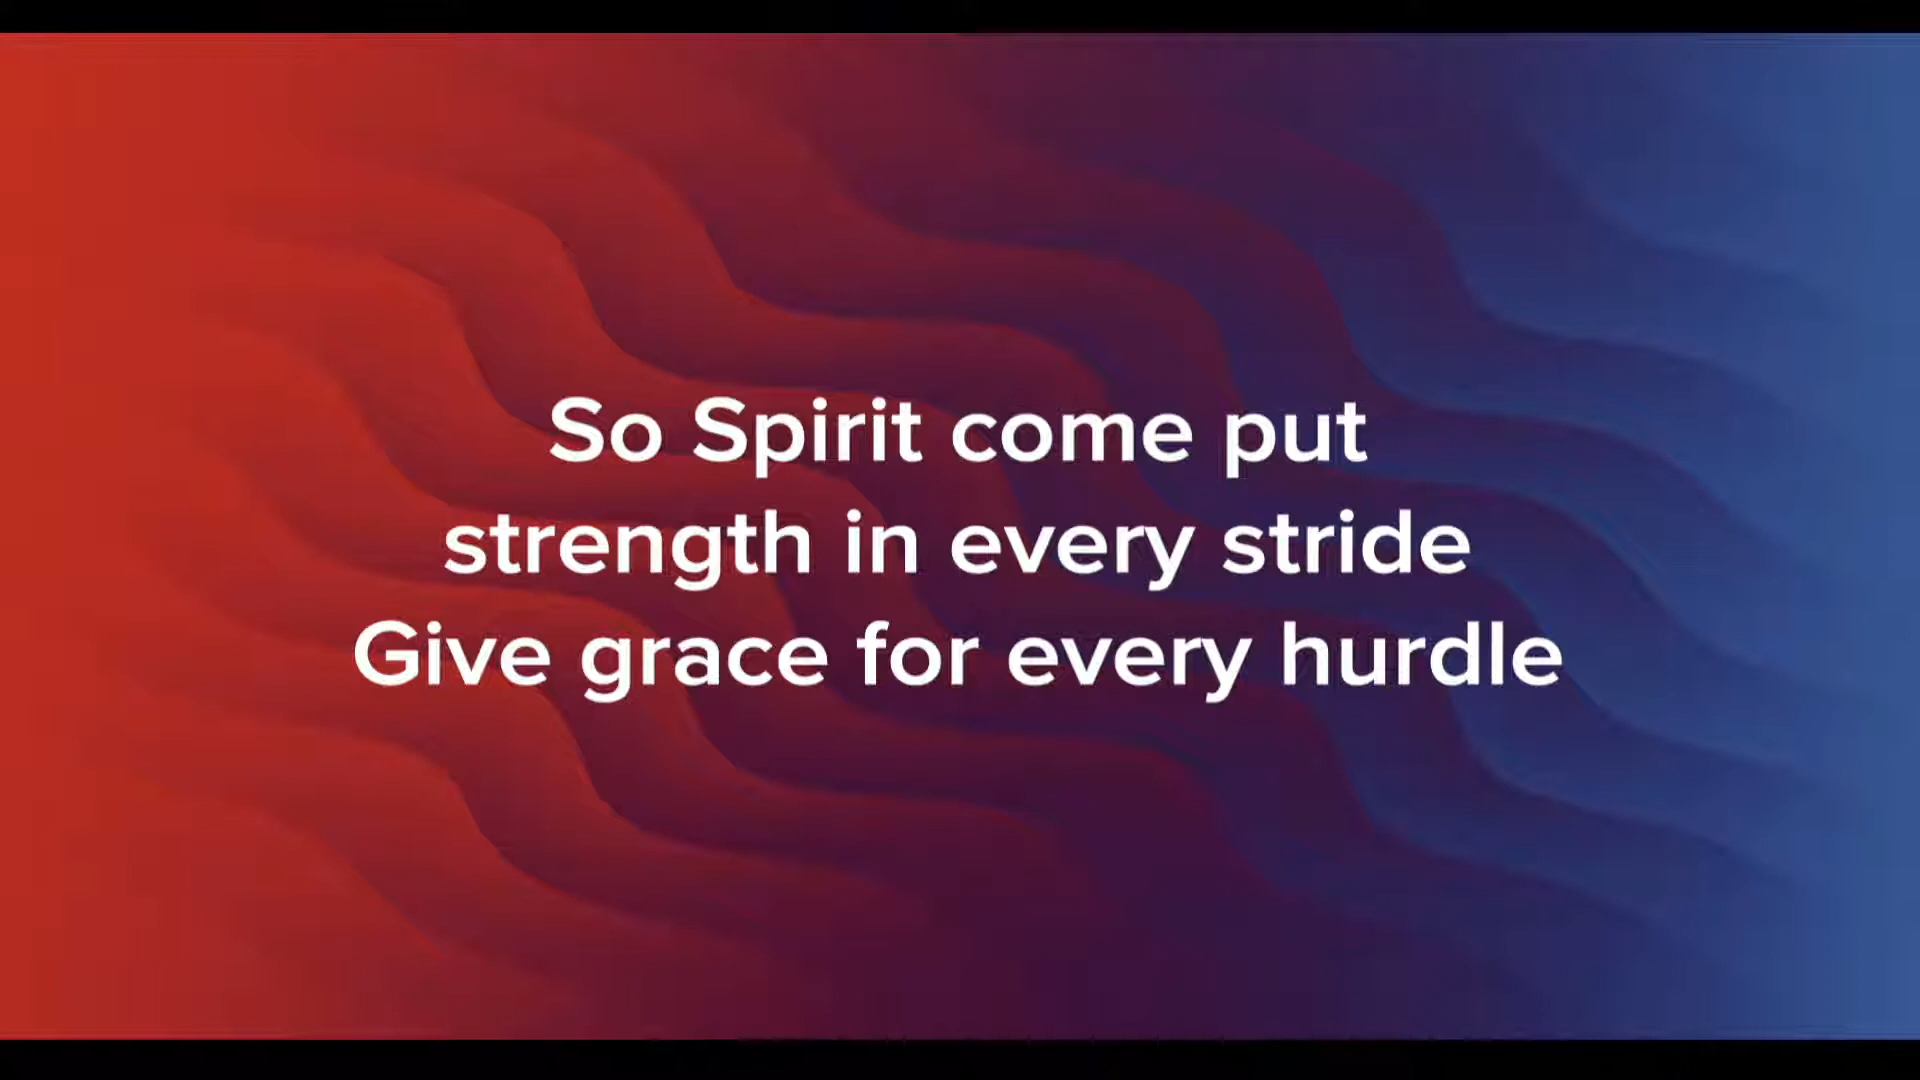 So Spirit come put
strength in every stride
Give grace for every hurdle